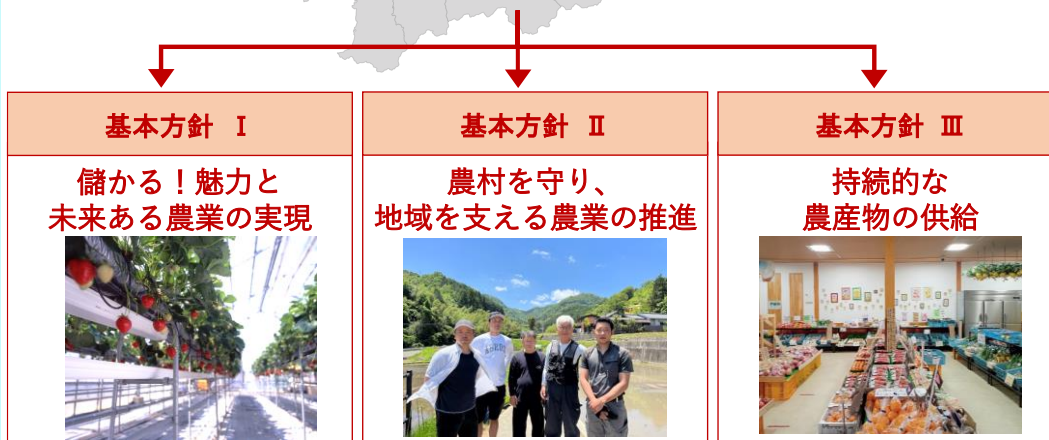 基本方針 Ⅰ
儲かる！魅力と
未来ある農業の実現
基本方針 Ⅱ
農村を守り、
地域を支える農業の推進
基本方針 Ⅲ
持続的な
農産物の供給